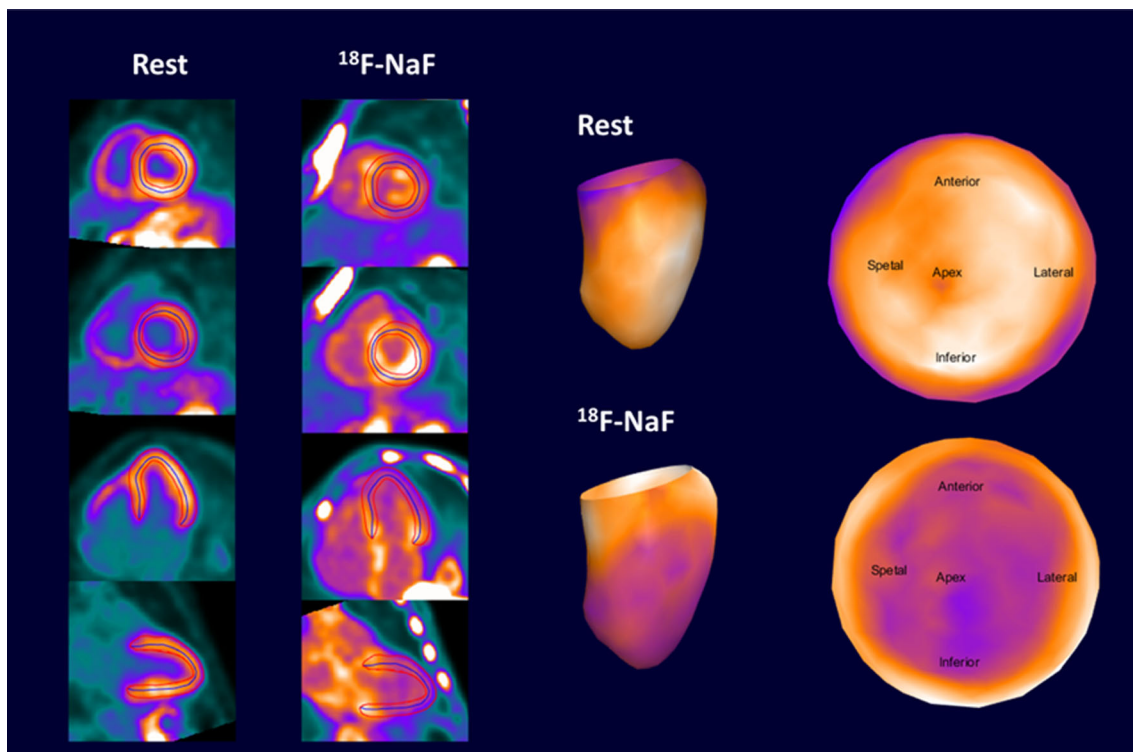 Rest
¹⁸F-NaF
Rest
Anterior
Spetal
Apex
Lateral
Inferior
¹⁸F-NaF
Anterior
Spetal
Apex
Lateral
Inferior